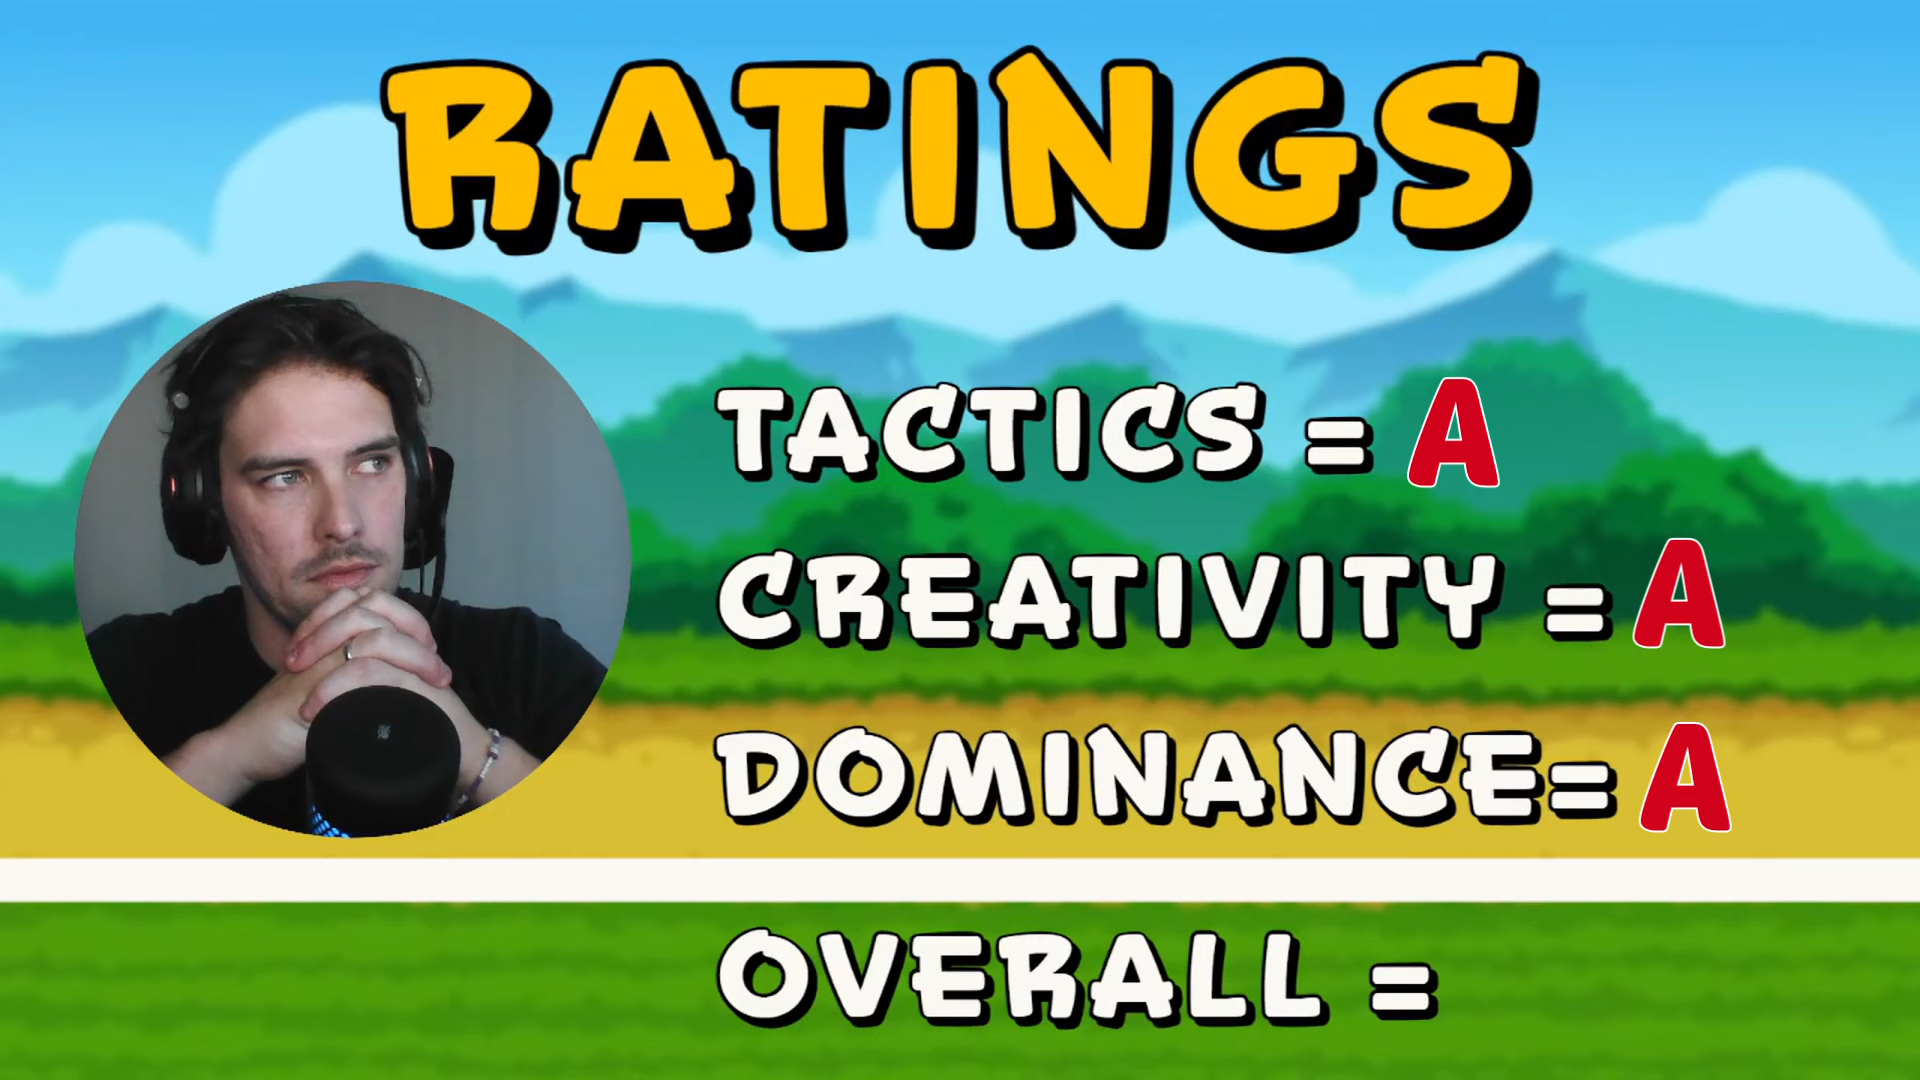 RATINGS
TACTICS = A
CREATIVITY = A
DOMINANCE= A
OVERALL =